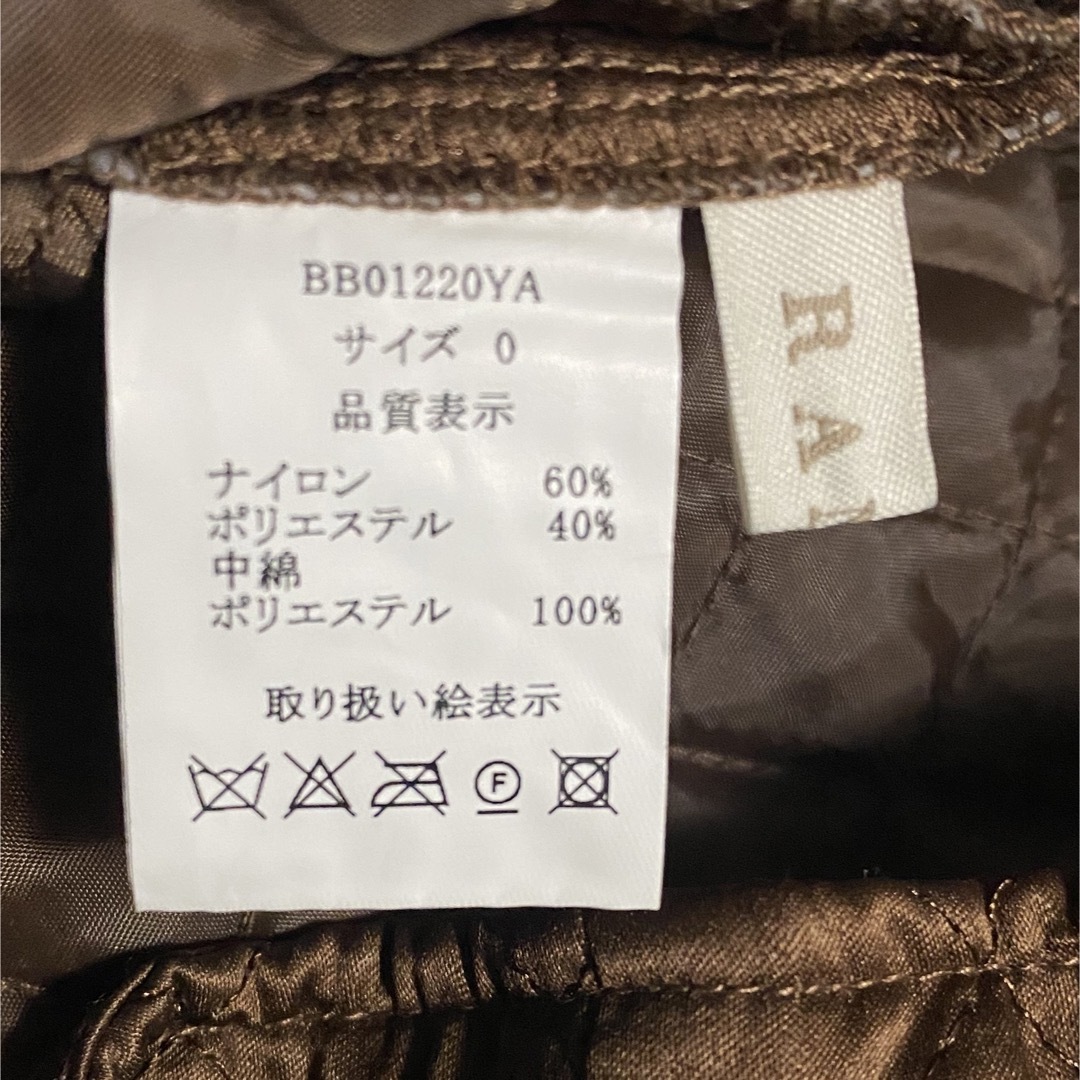 BB01220YA
サイズ 0
品質表示
ナイロン 60%
ポリエステル 40%
中綿
ポリエステル 100%
取り扱い絵表示
F
RA